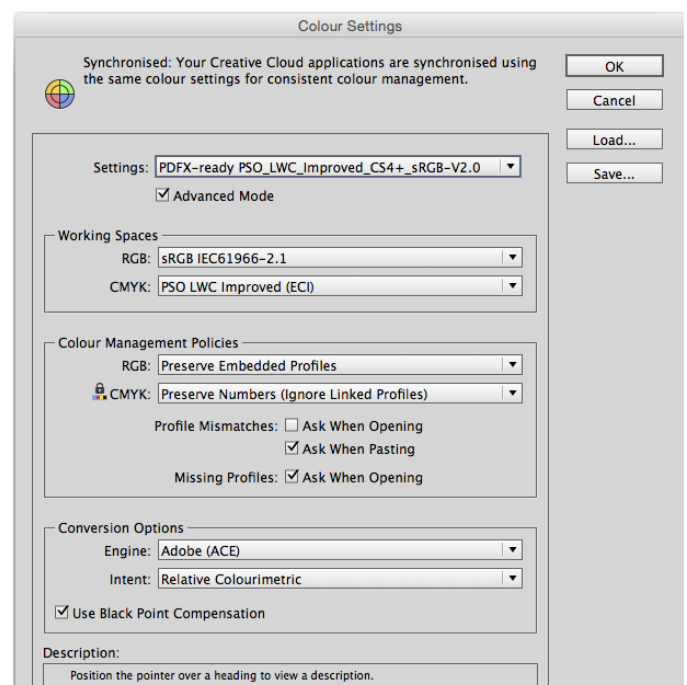 Colour Settings
Synchronised: Your Creative Cloud applications are synchronised using
the same colour settings for consistent colour management.
OK
Cancel
Load...
Save...
Settings: PDFX-ready PSO_LWC_Improved_CS4+_sRGB-V2.0
Advanced Mode
Working Spaces
RGB: sRGB IEC61966-2.1
CMYK: PSO LWC Improved (ECI)
Colour Management Policies
RGB: Preserve Embedded Profiles
CMYK: Preserve Numbers (Ignore Linked Profiles)
Profile Mismatches: Ask When Opening
Ask When Pasting
Missing Profiles: Ask When Opening
Conversion Options
Engine: Adobe (ACE)
Intent: Relative Colourimetric
Use Black Point Compensation
Description:
Position the pointer over a heading to view a description.